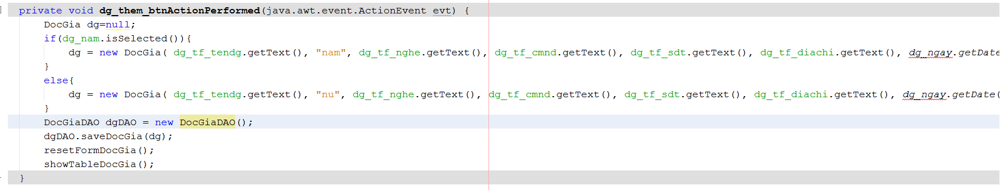 private void dg_them_btnActionPerformed(java.awt.event.ActionEvent evt) {
DocGia dg=null;
if(dg_nam.isSelected()){
dg = new DocGia( dg_tf_tendg.getText(), "nam", dg_tf_nghe.getText(), dg_tf_cmnd.getText(), dg_tf_sdt.getText(), dg_tf_diachi.getText(), dg_ngay.getDate
}
else{
dg = new DocGia( dg_tf_tendg.getText(), "nu", dg_tf_nghe.getText(), dg_tf_cmnd.getText(), dg_tf_sdt.getText(), dg_tf_diachi.getText(), dg_ngay.getDate(
}
DocGiaDAO dgDAO = new DocGiaDAO();
dgDAO.saveDocGia(dg);
resetFormDocGia();
showTableDocGia();
}